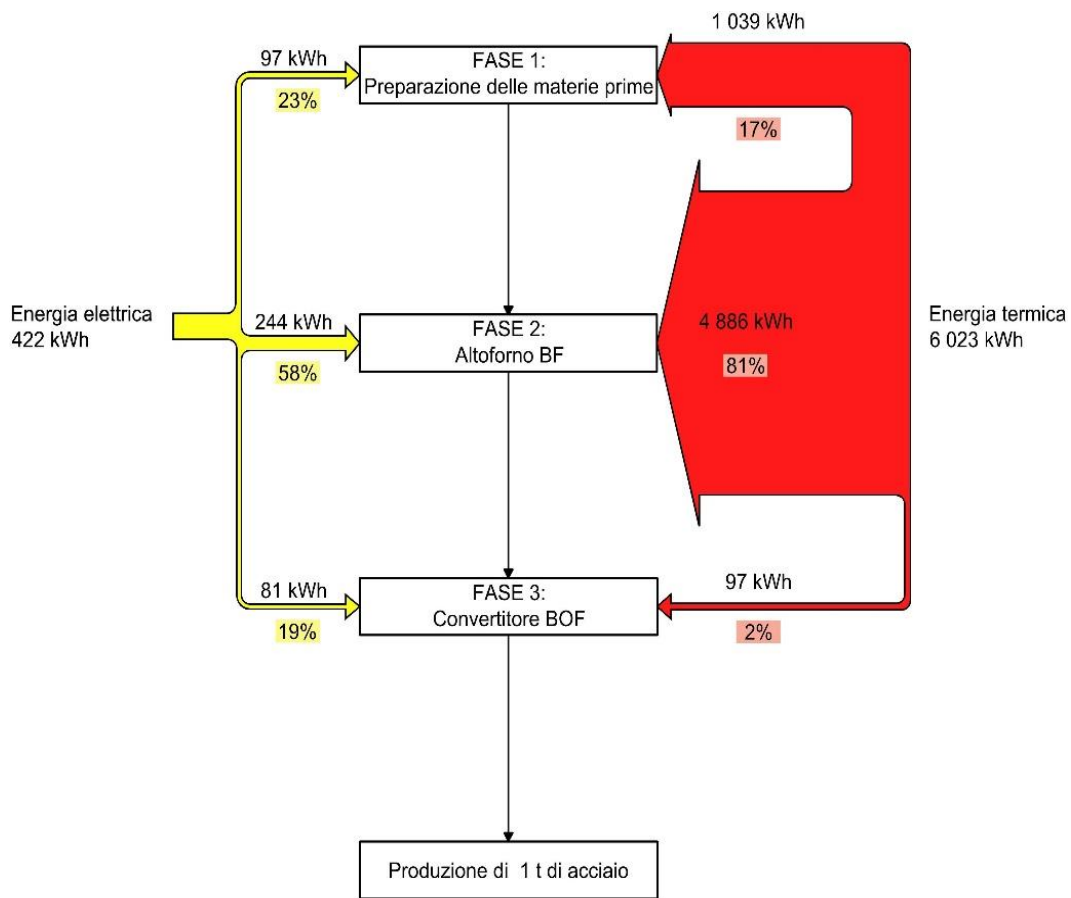 1 039 kWh
97 kWh
23%
FASE 1:
Preparazione delle materie prime
17%
Energia elettrica
422 kWh
244 kWh
58%
FASE 2:
Altoforno BF
4 886 kWh
81%
Energia termica
6 023 kWh
81 kWh
19%
FASE 3:
Convertitore BOF
97 kWh
2%
Produzione di 1 t di acciaio